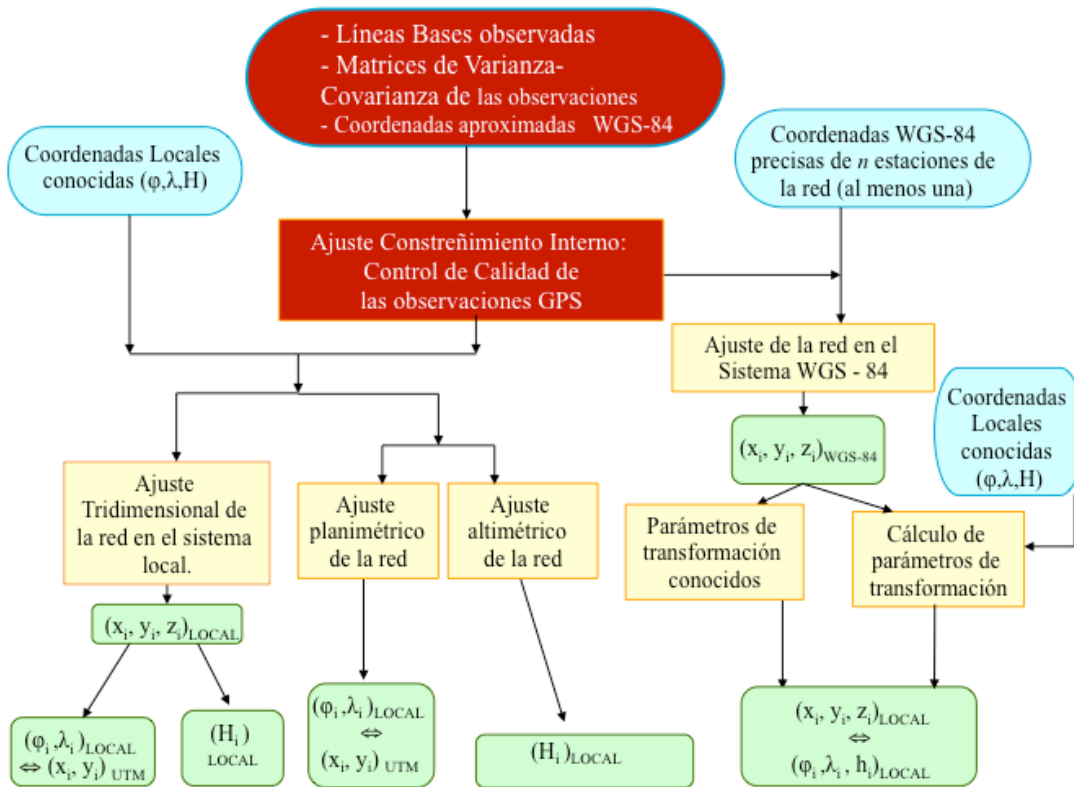 - Líneas Bases observadas
- Matrices de Varianza-
Covarianza de las observaciones
- Coordenadas aproximadas WGS-84
Coordenadas Locales
conocidas (φ,λ,H)
Coordenadas WGS-84
precisas de n estaciones de
la red (al menos una)
Ajuste Constreñimiento Interno:
Control de Calidad de
las observaciones GPS
Ajuste de la red en el
Sistema WGS - 84
Coordenadas
Locales
conocidas
(φ,λ,H)
(xi, yi, zi)WGS-84
Ajuste
Tridimensional de
la red en el sistema
local.
Ajuste
planimétrico
de la red
Ajuste
altimétrico
de la red
Parámetros de
transformación
conocidos
Cálculo de
parámetros de
transformación
(xi, yi, zi)LOCAL
(φi,λi)LOCAL
⇔ (xi, yi) UTM
(Hi)
LOCAL
(φi,λi)LOCAL
⇔
(xi, yi) UTM
(Hi)LOCAL
(xi, yi, zi)LOCAL
⇔
(φi,λi, hi)LOCAL